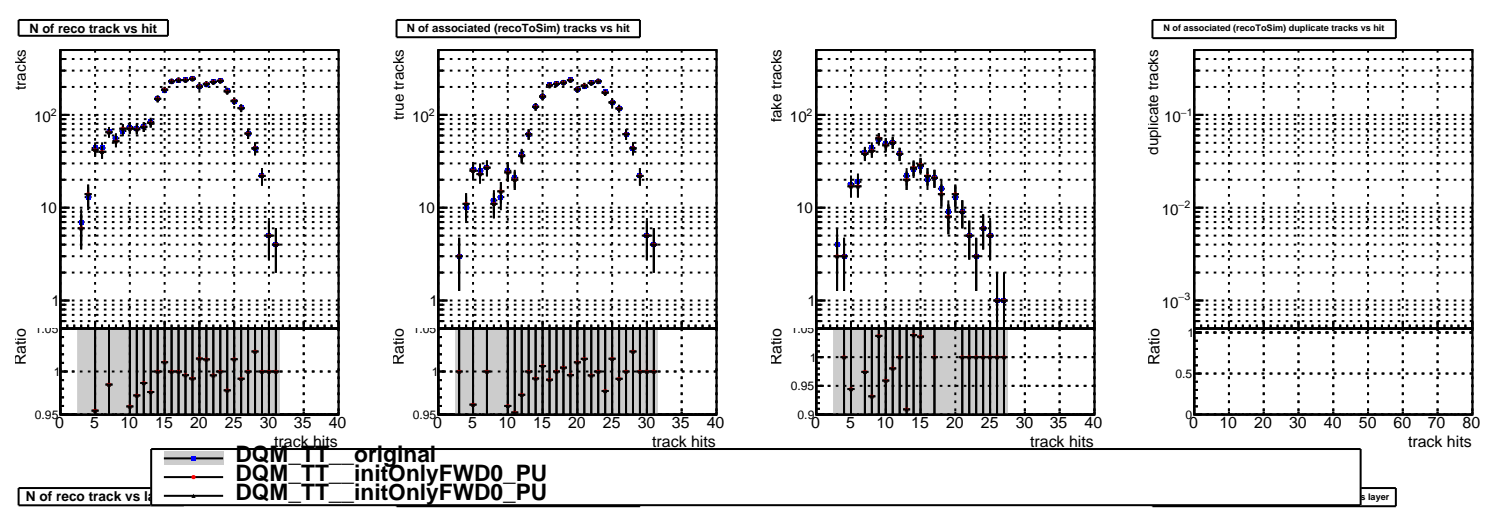 N of reco track vs hit
N of associated (recoToSim) tracks vs hit
N of associated (recoToSim) duplicate tracks vs hit
tracks
10²
10
1
Ratio
1.05
1
0.95
0 5 10 15 20 25 30 35 40
track hits
true tracks
10²
10
1
Ratio
1.05
1
0.95
0 5 10 15 20 25 30 35 40
track hits
fake tracks
10²
10
1
Ratio
1
0.95
0.9
0 5 10 15 20 25 30 35 40
track hits
duplicate tracks
10⁻¹
10⁻²
10⁻³
Ratio
1
0.5
0
0 10 20 30 40 50 60 70 80
track hits
DQM_TT__original
DQM_TT__initOnlyFWD0_PU
DQM_TT__initOnlyFWD0_PU
N of reco track vs la
s layer